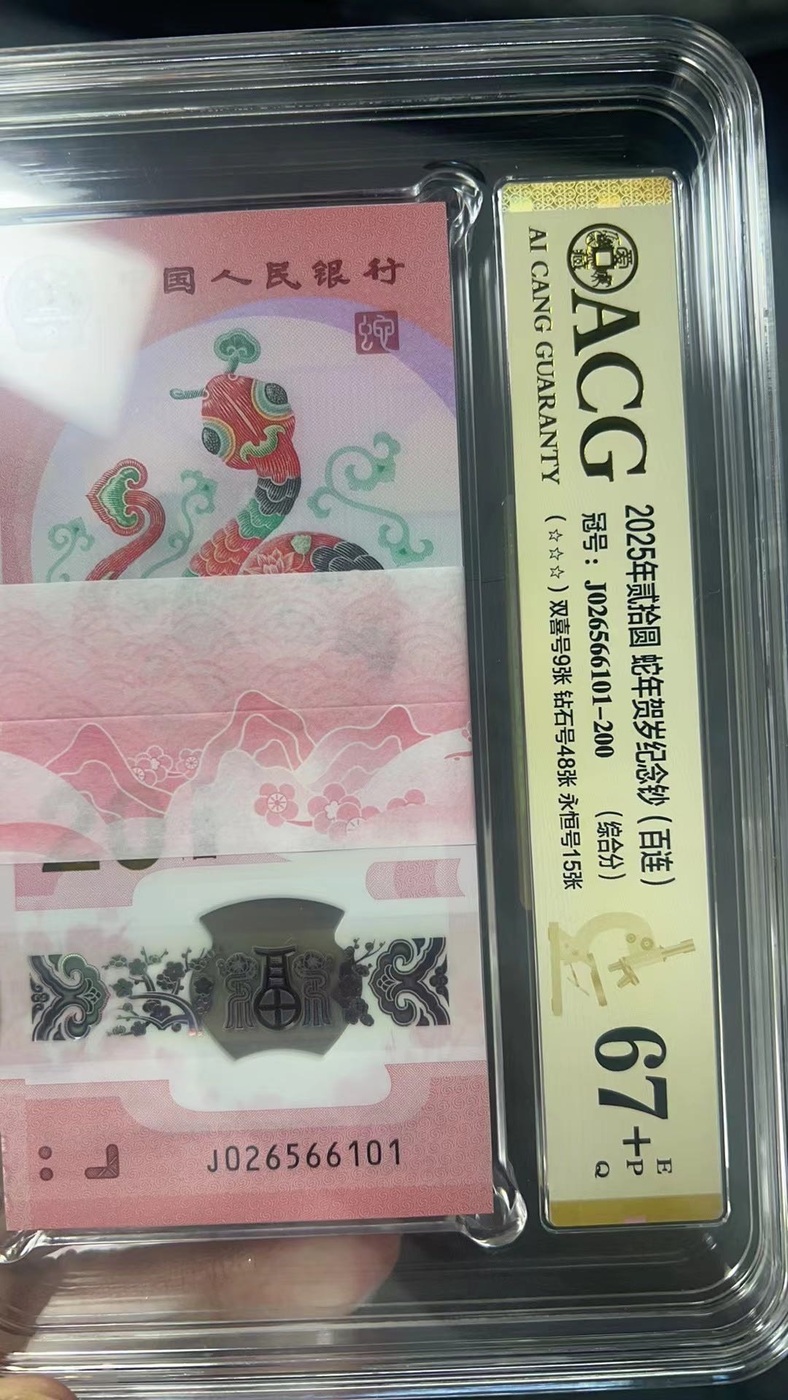 国人民银行
蛇
J026566101
ACG
AI CANG GUARANTY
2025年贰拾圆 蛇年贺岁纪念钞（百连）
冠号：J026566101-200 （综合分）
（☆☆☆）双喜号9张 钻石号48张 永恒号15张
67+
E
P
Q